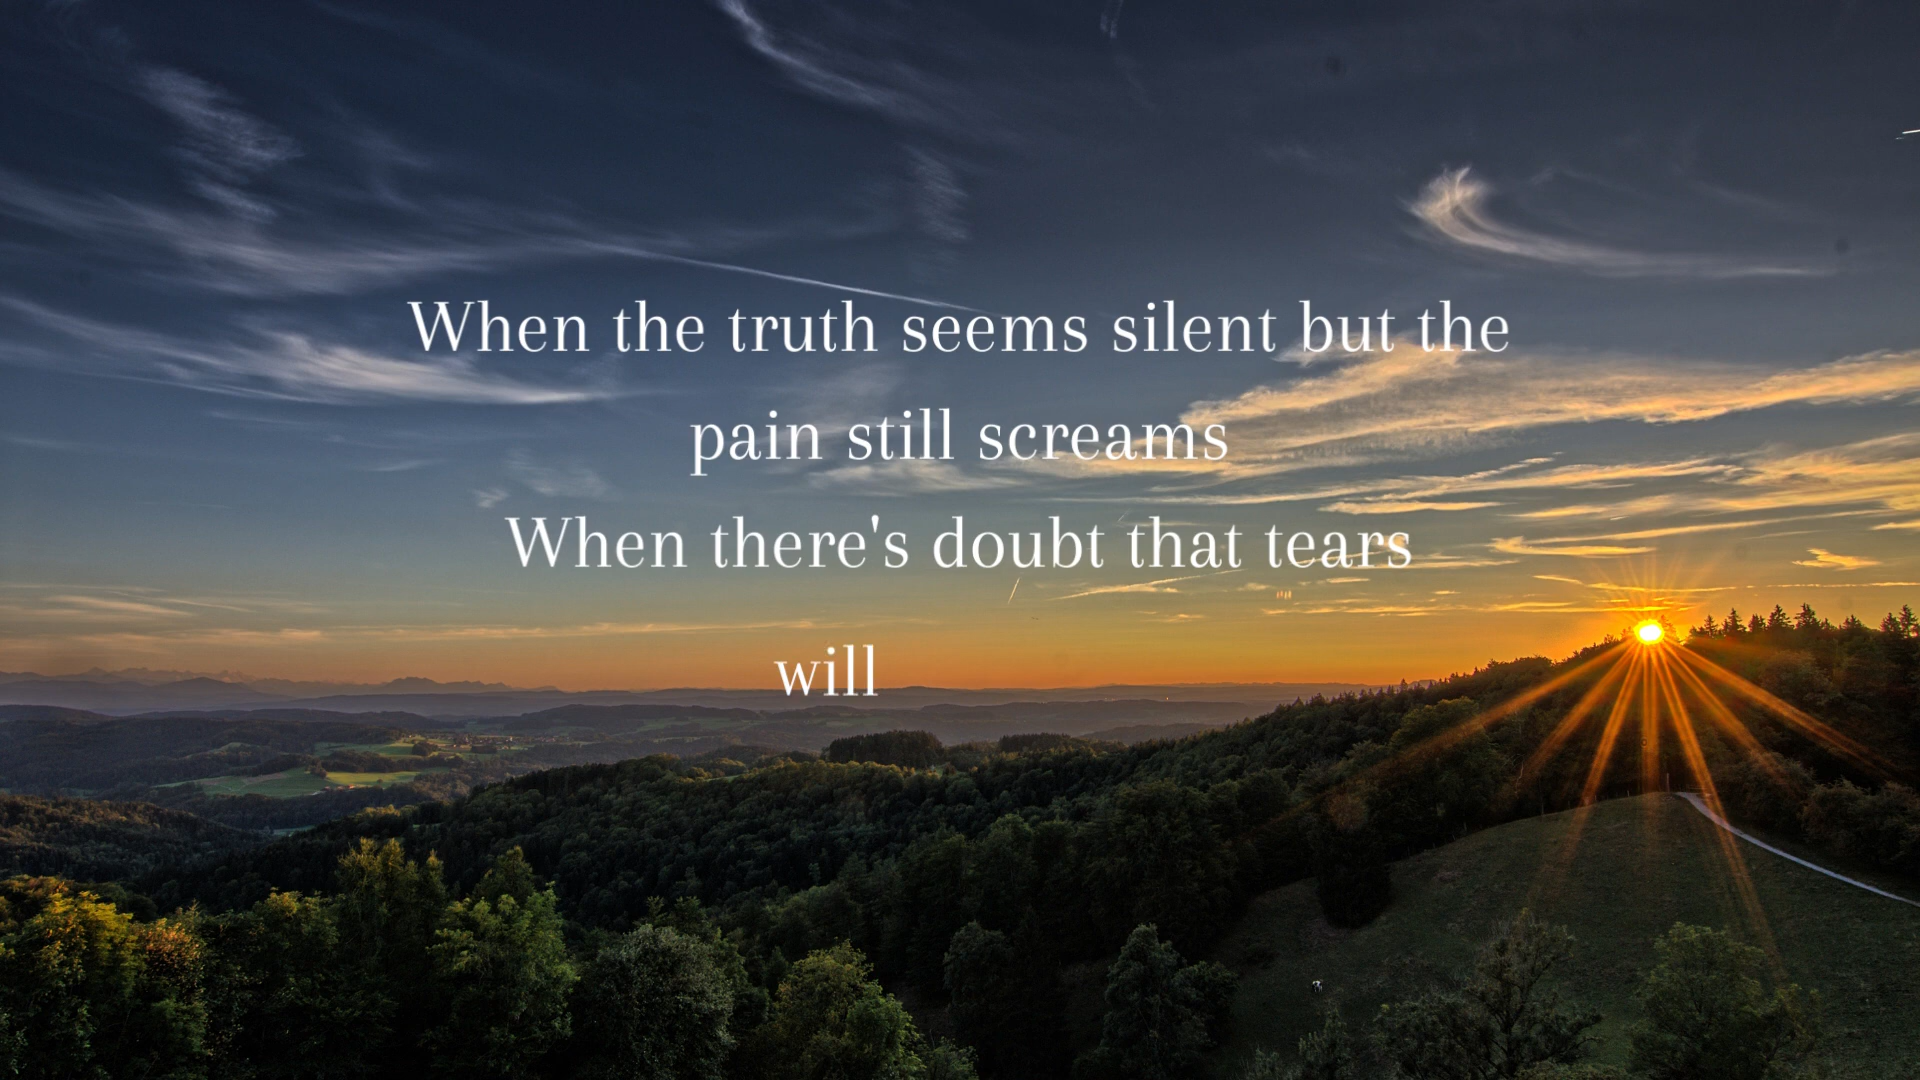 When the truth seems silent but the
pain still screams
When there's doubt that tears
will